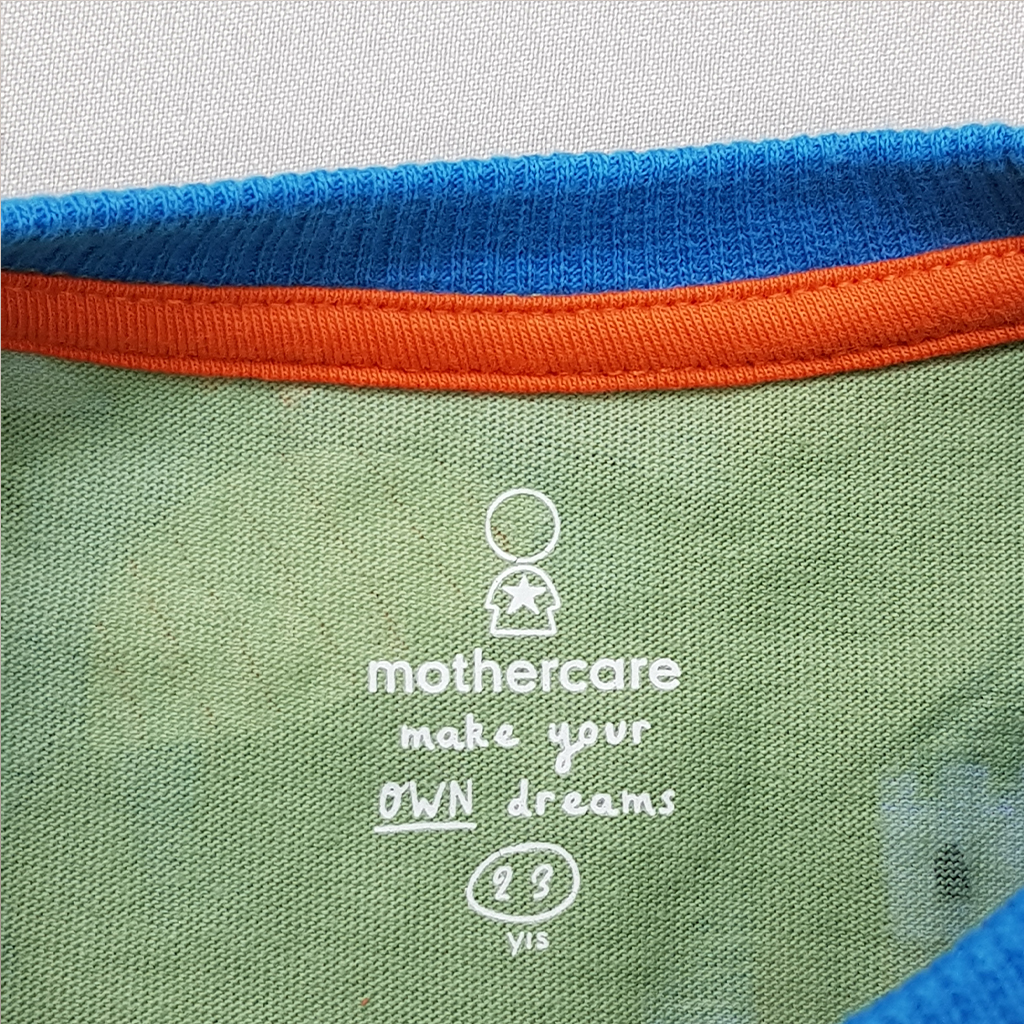 mothercare
make your
OWN dreams
2 3
yrs